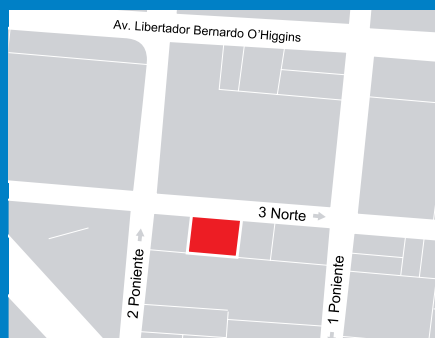 Av. Libertador Bernardo O'Higgins
3 Norte
2 Poniente
1 Poniente